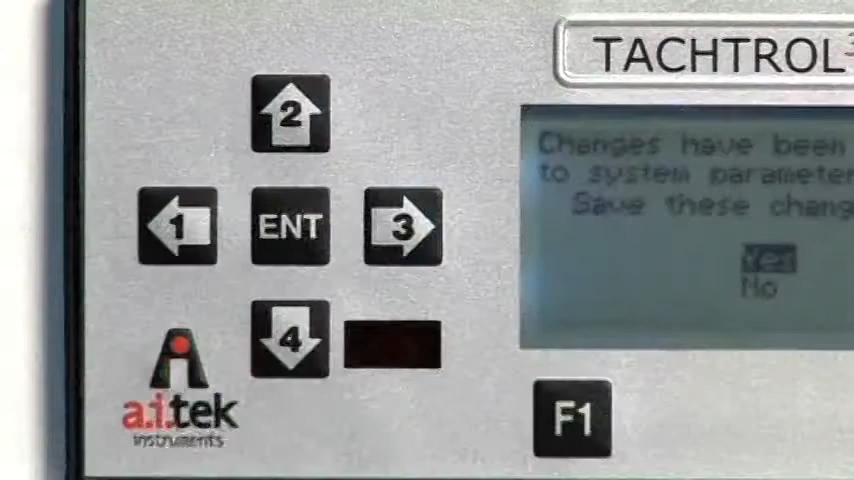 TACHTROL
2
Changes have been
to system parameter
Save these chang
1 ENT 3
Yes
No
4
a.i.tek
instruments
F1